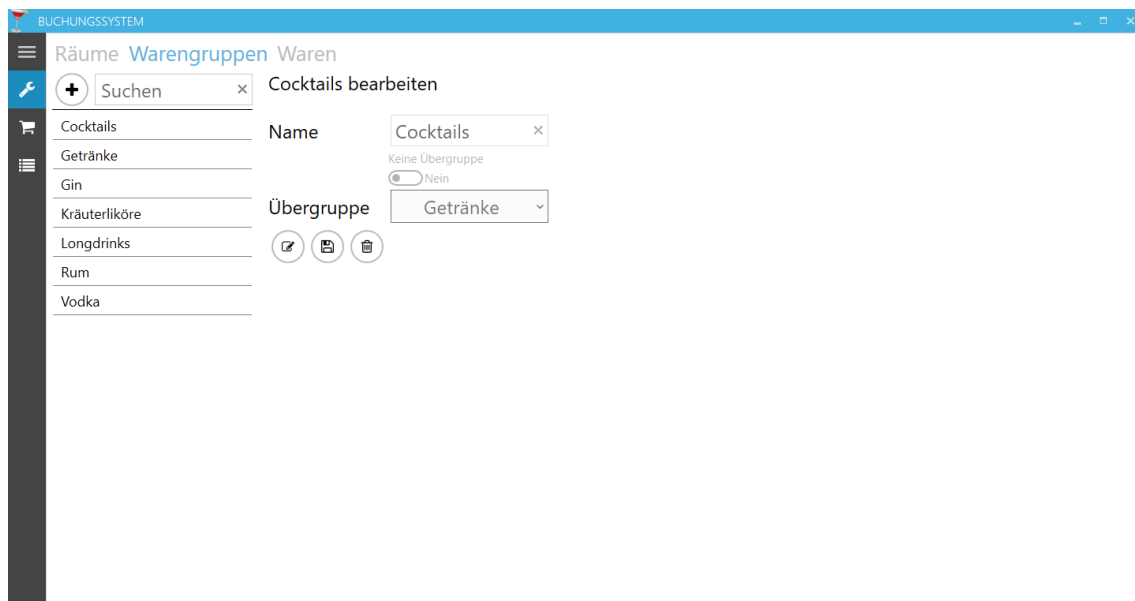 BUCHUNGSSYSTEM
Räume Warengruppen Waren
Suchen
Cocktails
Getränke
Gin
Kräuterliköre
Longdrinks
Rum
Vodka
Cocktails bearbeiten
Name Cocktails
Keine Übergruppe
Nein
Übergruppe Getränke